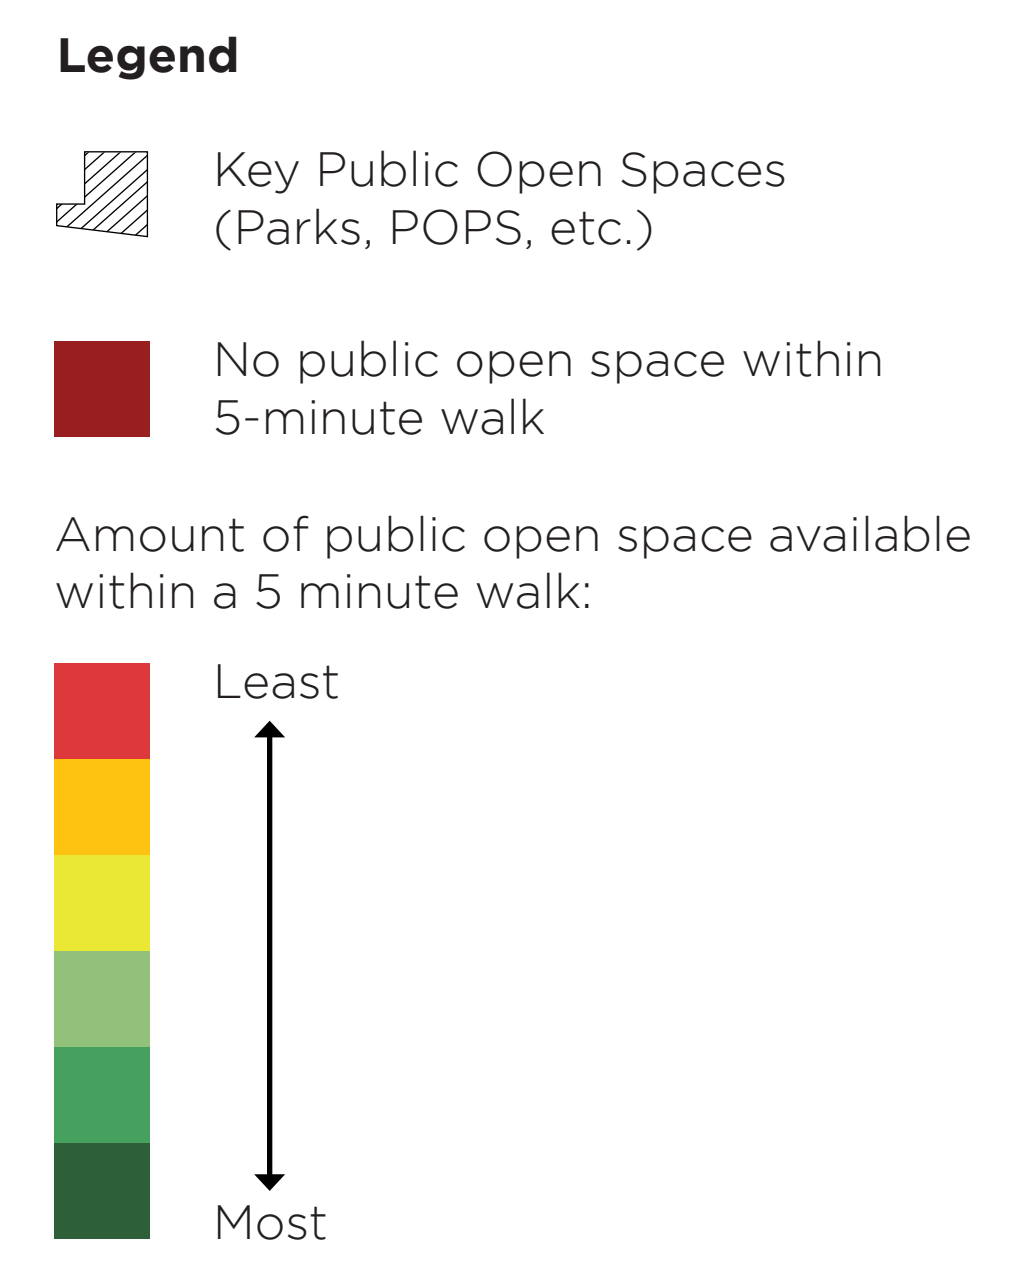 Legend
Key Public Open Spaces
(Parks, POPS, etc.)
No public open space within
5-minute walk
Amount of public open space available
within a 5 minute walk:
Least
Most